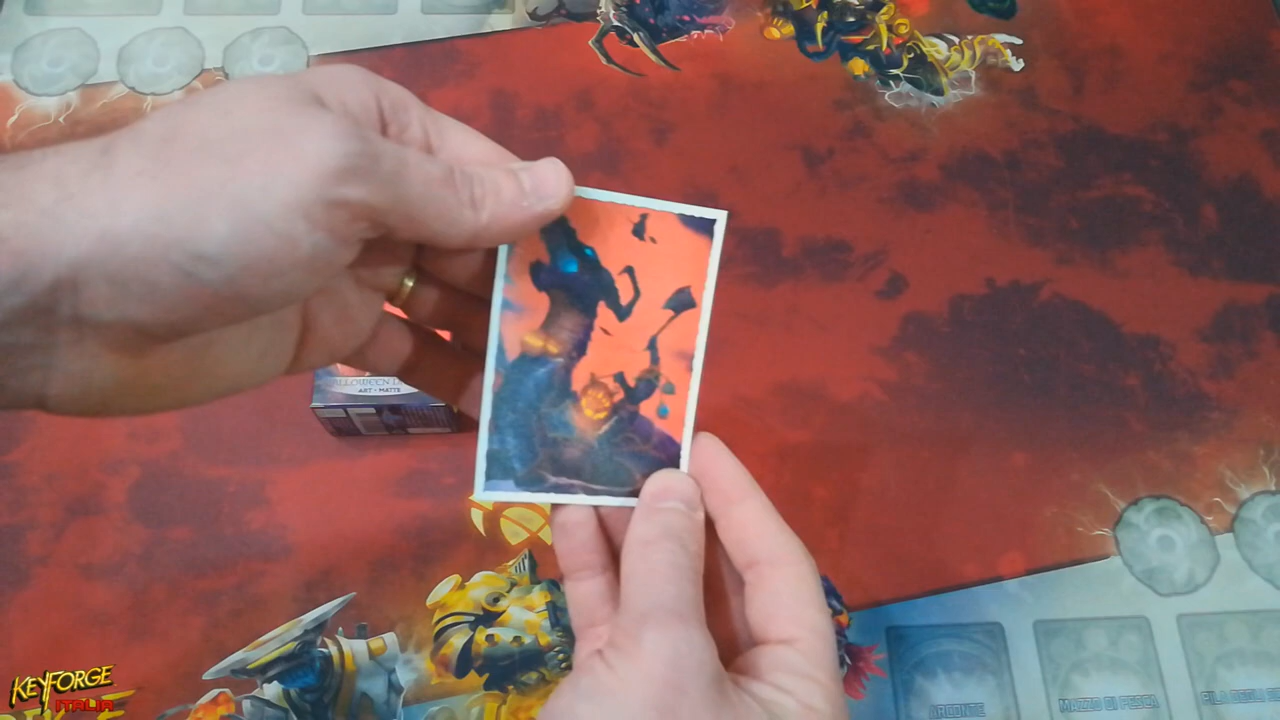 HALLOWEEN
ART • MATTE
ARCONTE
MAZZO DI PESCA
KEYFORGE
ITALIA